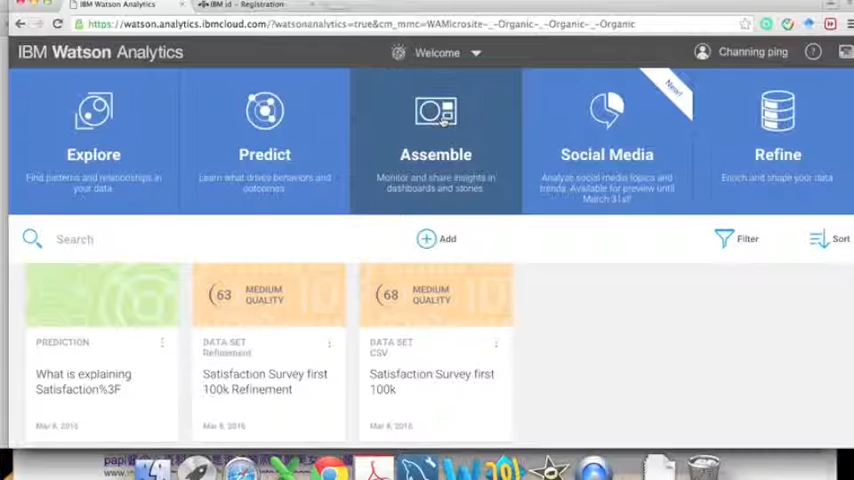 IBM Watson Analytics
IBM id - Registration
https://watson.analytics.ibmcloud.com/?watsonanalytics=true&cm_mmc=WAMicrosite-_-Organic-_-Organic-_-Organic
IBM Watson Analytics
Welcome
Channing ping
?
Explore
Find patterns and relationships in
your data
Predict
Learn what drives behaviors and
outcomes
Assemble
Monitor and share insights in
dashboards and stories
New!
Social Media
Analyze social media topics and
trends. Available for preview until
March 31st!
Refine
Enrich and shape your data
Search
Add
Filter
Sort
PREDICTION
What is explaining
Satisfaction%3F
Mar 8, 2016
63
MEDIUM
QUALITY
DATA SET
Refinement
Satisfaction Survey first
100k Refinement
Mar 8, 2016
68
MEDIUM
QUALITY
DATA SET
CSV
Satisfaction Survey first
100k
Mar 8, 2016